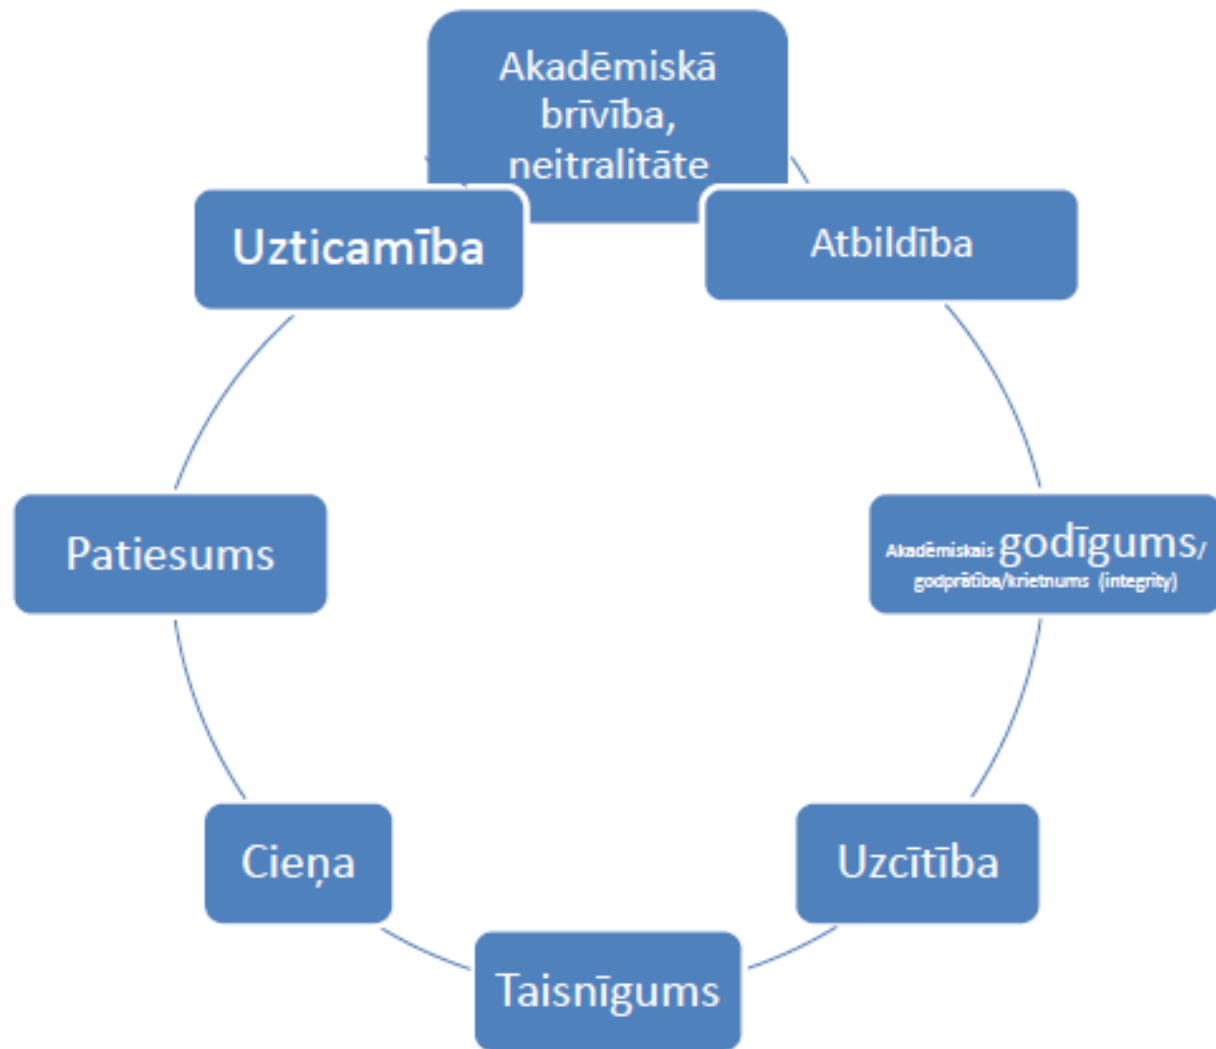 Akadēmiskā
brīvība,
neitralitāte
Uzticamība
Atbildība
Patiesums
Akadēmiskais godīgums/
godprātība/krietnums (integrity)
Cieņa
Uzcītība
Taisnīgums